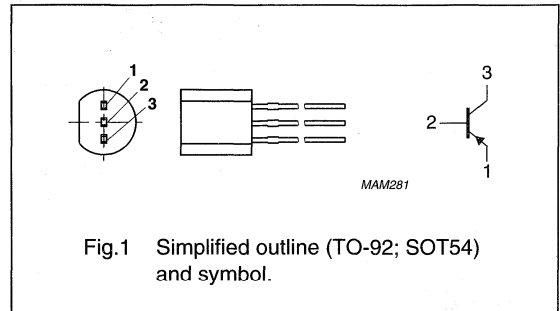 1
2
3
3
2
1
MAM281
Fig.1 Simplified outline (TO-92; SOT54)
and symbol.